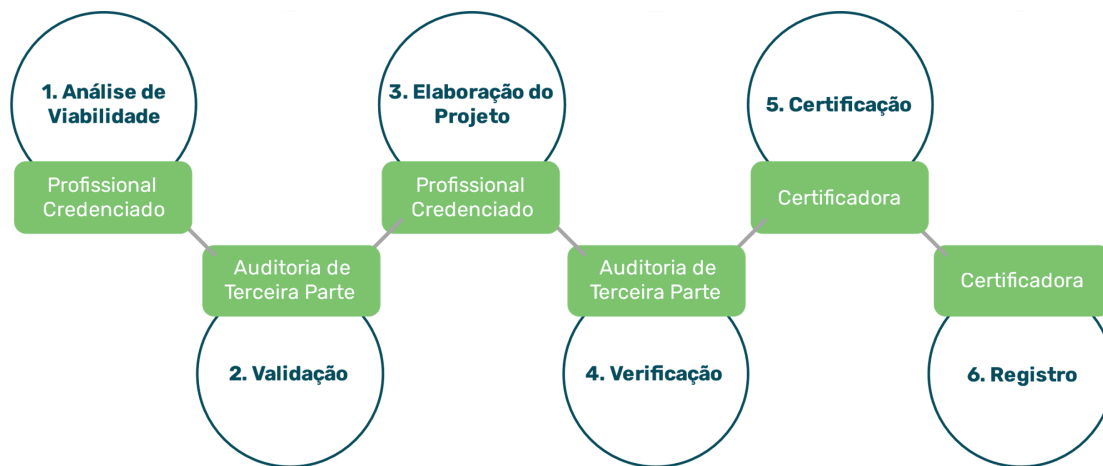 1. Análise de
Viabilidade
Profissional
Credenciado
Auditoria de
Terceira Parte
2. Validação
3. Elaboração do
Projeto
Profissional
Credenciado
Auditoria de
Terceira Parte
4. Verificação
5. Certificação
Certificadora
Certificadora
6. Registro